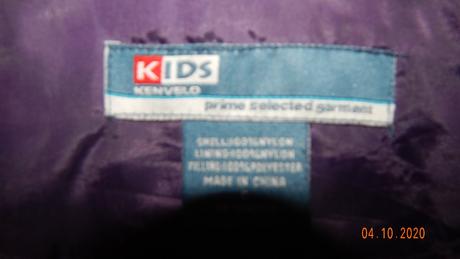 KIDS
KENVELO
prime selected garment
SHELL:100%NYLON
LINING:100%NYLON
FILLING:100%POLYESTER
MADE IN CHINA
04.10.2020